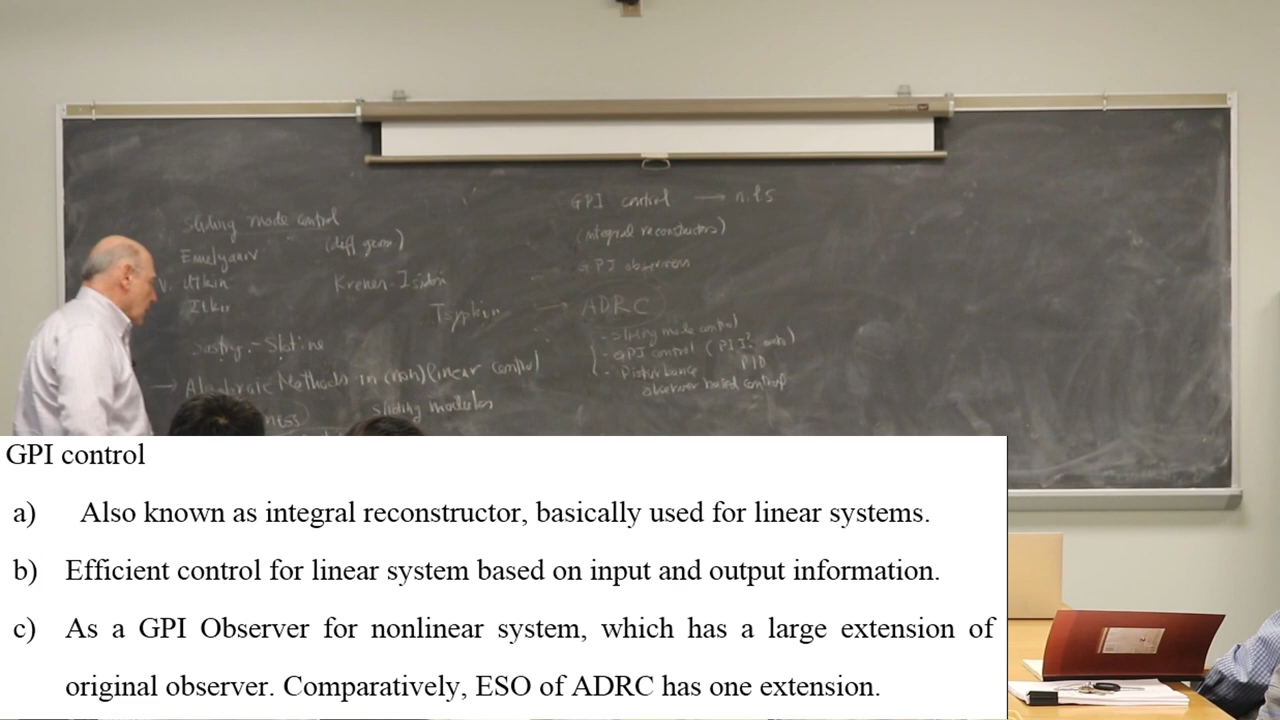 Sliding mode control
Emelyanov (diff geom)
V. Utkin Krener-Isidori
Itkis
Tsypkin
Sastry - Slotine
Algebraic Methods in (non)linear control
sliding modules
GPI control → n.l.s
(integral reconstructors)
GPI observers
→ ADRC
- sliding mode control
- GPI control (PII
PID
- Disturbance
observer based control
GPI control
a) Also known as integral reconstructor, basically used for linear systems.
b) Efficient control for linear system based on input and output information.
c) As a GPI Observer for nonlinear system, which has a large extension of
original observer. Comparatively, ESO of ADRC has one extension.